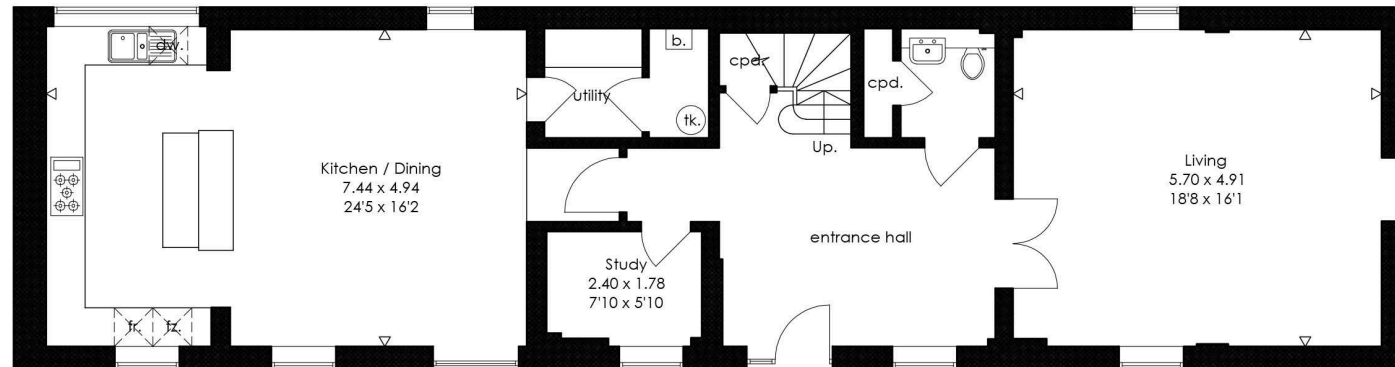 dw.
b.
cpd.
cpd.
utility
tk.
Up.
Kitchen / Dining
7.44 x 4.94
24'5 x 16'2
Living
5.70 x 4.91
18'8 x 16'1
entrance hall
Study
2.40 x 1.78
7'10 x 5'10
fr.
fz.